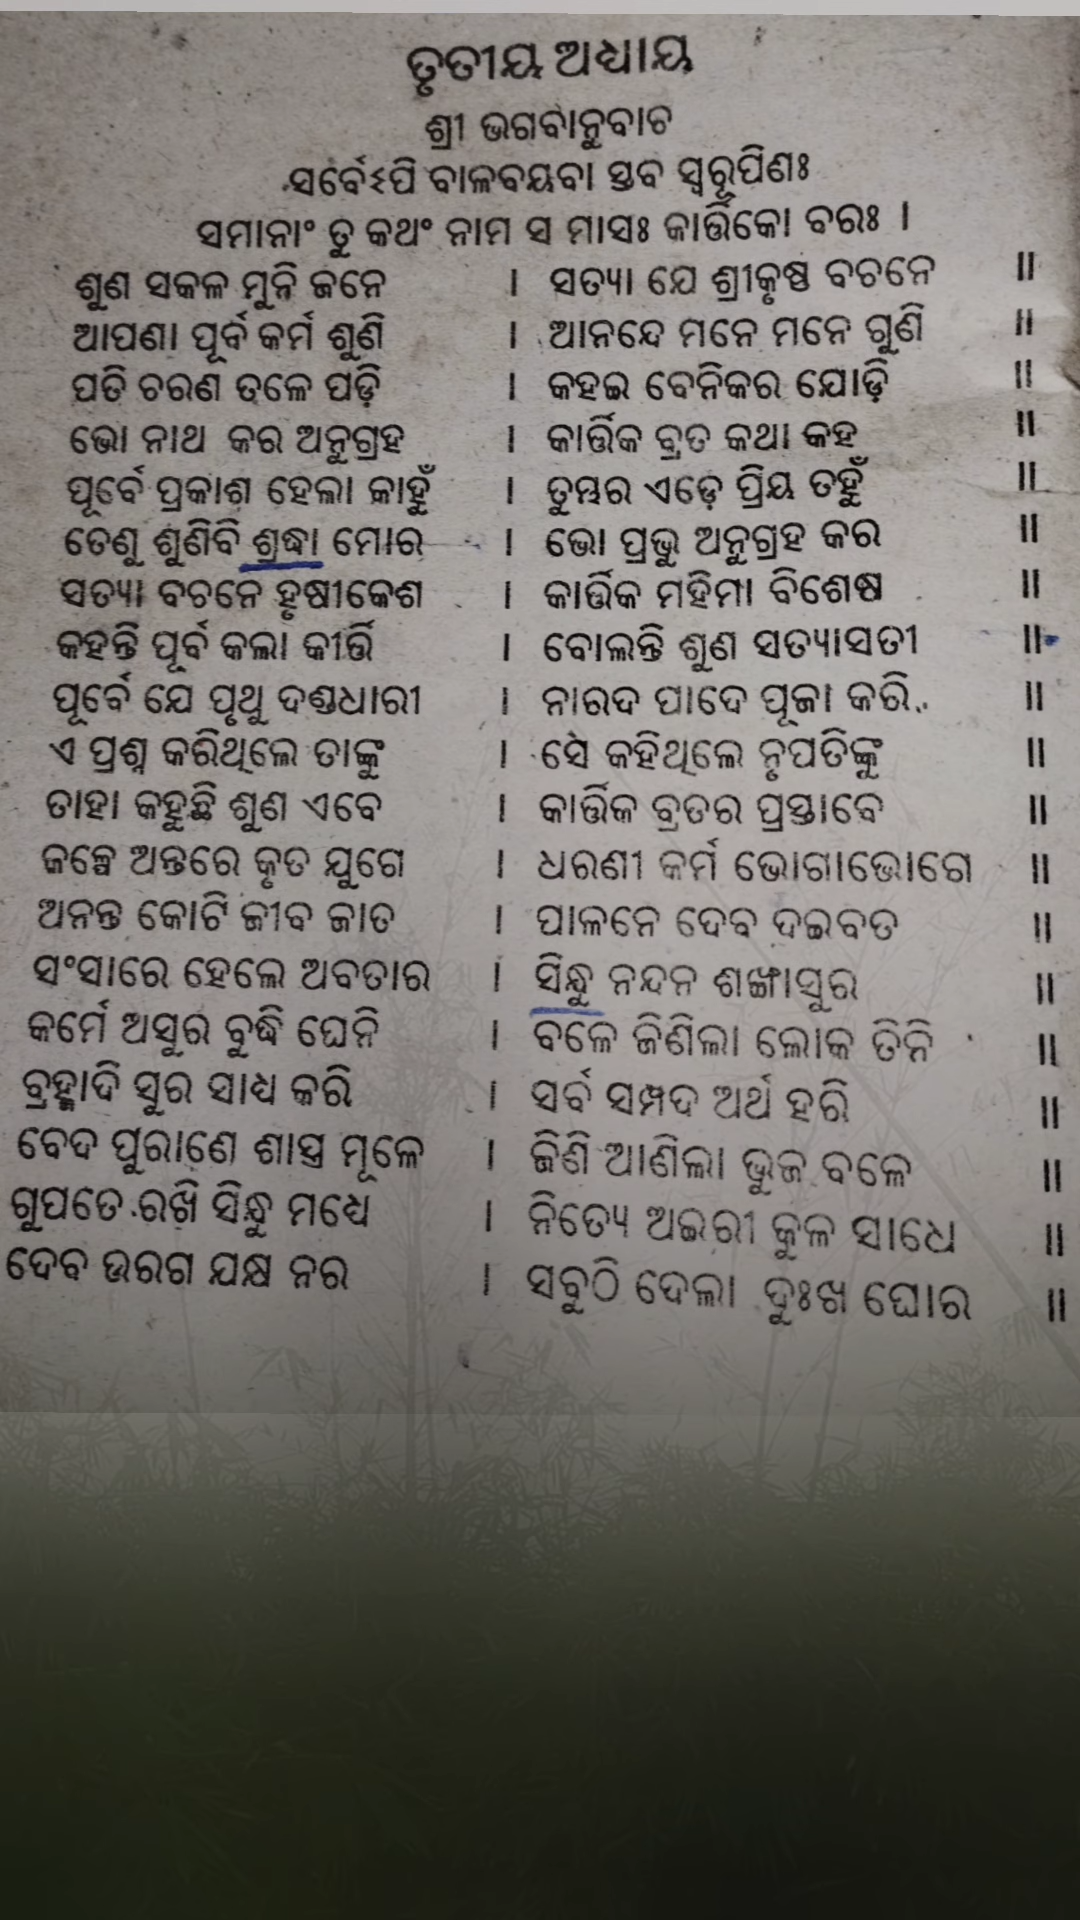 ତୃତୀୟ ଅଧ୍ୟାୟ
ଶ୍ରୀ ଭଗବାନୁବାଚ
ସର୍ବେଽପି ବାଳବୟବା ସ୍ତବ ସ୍ୱରୂପିଣଃ
ସମାନାଂ ତୁ କଥଂ ନାମ ସ ମାସଃ କାର୍ତ୍ତିକୋ ବରଃ ।
ଶୁଣ ସକଳ ମୁନି ଜନେ । ସତ୍ୟା ଯେ ଶ୍ରୀକୃଷ୍ଣ ବଚନେ ॥
ଆପଣା ପୂର୍ବ କର୍ମ ଶୁଣି । ଆନନ୍ଦେ ମନେ ମନେ ଗୁଣି ॥
ପତି ଚରଣ ତଳେ ପଡ଼ି । କହଇ ବେନିକର ଯୋଡ଼ି ॥
ଭୋ ନାଥ କର ଅନୁଗ୍ରହ । କାର୍ତ୍ତିକ ବ୍ରତ କଥା କହ ॥
ପୂର୍ବେ ପ୍ରକାଶ ହେଲା କାହୁଁ । ତୁମ୍ଭର ଏଡ଼େ ପ୍ରିୟ ତହୁଁ ॥
ତେଣୁ ଶୁଣିବି ଶ୍ରଦ୍ଧା ମୋର । ଭୋ ପ୍ରଭୁ ଅନୁଗ୍ରହ କର ॥
ସତ୍ୟା ବଚନେ ହୃଷୀକେଶ । କାର୍ତ୍ତିକ ମହିମା ବିଶେଷ ॥
କହନ୍ତି ପୂର୍ବ କଲା କୀର୍ତ୍ତି । ବୋଲନ୍ତି ଶୁଣ ସତ୍ୟାସତୀ ॥
ପୂର୍ବେ ଯେ ପୃଥୁ ଦଣ୍ଡଧାରୀ । ନାରଦ ପାଦେ ପୂଜା କରି ॥
ଏ ପ୍ରଶ୍ନ କରିଥିଲେ ତାଙ୍କୁ । ସେ କହିଥିଲେ ନୃପତିଙ୍କୁ ॥
ତାହା କହୁଛି ଶୁଣ ଏବେ । କାର୍ତ୍ତିକ ବ୍ରତର ପ୍ରସ୍ତାବେ ॥
କଳ୍ପେ ଅନ୍ତରେ କୃତ ଯୁଗେ । ଧରଣୀ କର୍ମ ଭୋଗାଭୋଗେ ॥
ଅନନ୍ତ କୋଟି ଜୀବ ଜାତ । ପାଳନେ ଦେବ ଦଇବତ ॥
ସଂସାରେ ହେଲେ ଅବତାର । ସିନ୍ଧୁ ନନ୍ଦନ ଶଙ୍ଖାସୁର ॥
କର୍ମେ ଅସୁର ବୁଦ୍ଧି ଘେନି । ବଳେ ଜିଣିଲା ଲୋକ ତିନି ॥
ବ୍ରହ୍ମାଦି ସୁର ସାଧ୍ୟ କରି । ସର୍ବ ସମ୍ପଦ ଅର୍ଥ ହରି ॥
ବେଦ ପୁରାଣେ ଶାସ୍ତ୍ର ମୂଳେ । ଜିଣି ଆଣିଲା ଭୁଜ ବଳେ ॥
ଗୁପତେ ରଖି ସିନ୍ଧୁ ମଧ୍ୟେ । ନିତ୍ୟେ ଅଇରୀ କୁଳ ସାଧେ ॥
ଦେବ ଉରଗ ଯକ୍ଷ ନର । ସବୁଠି ଦେଲା ଦୁଃଖ ଘୋର ॥